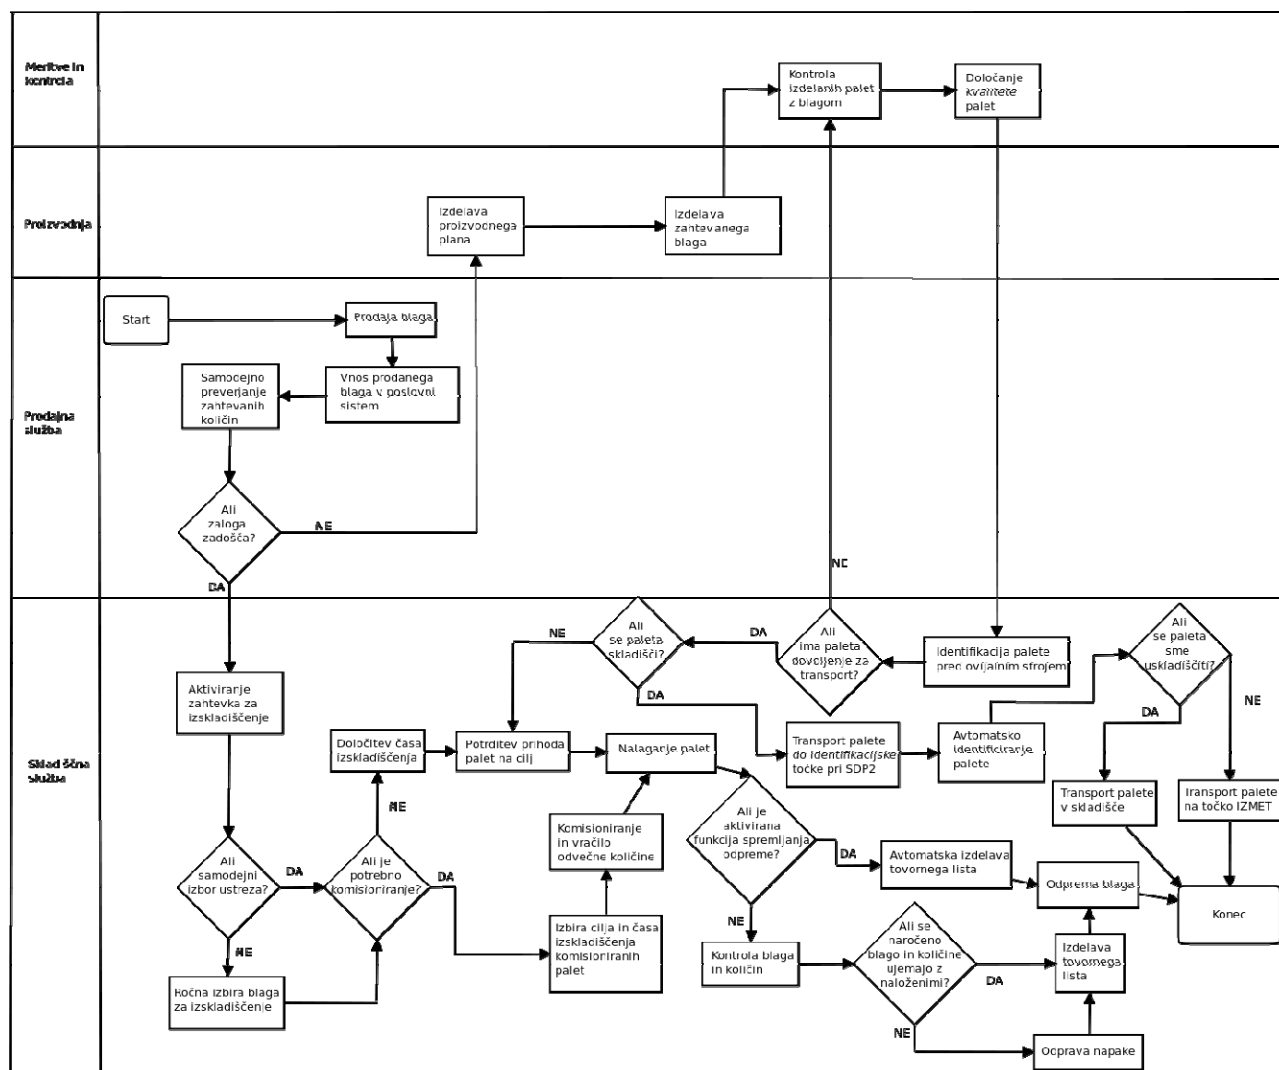 Meritve in
kontrola
Kontrola
izdelanih palet
z blagom
Določanje
kvalitete
palet
Proizvodnja
Izdelava
proizvodnega
plana
Izdelava
zahtevanega
blaga
Prodajna
služba
Start
Prodaja blaga
Samodejno
preverjanje
zahtevanih
količin
Vnos prodanega
blaga v poslovni
sistem
Ali
zaloga
zadošča?
NE
DA
NE
Skladiščna
služba
Aktiviranje
zahtevka za
izskladiščenje
Ali
se paleta
skladišči?
NE
DA
DA
Ali
ima paleta
dovoljenje za
transport?
Identifikacija palete
pred ovijalnim strojem
Ali
se paleta
sme
uskladiščiti?
DA
NE
Določitev časa
izskladiščenja
Potrditev prihoda
palet na cilj
Nalaganje palet
Transport palete
do identifikacijske
točke pri SDP2
Avtomatsko
identificiranje
palete
Transport palete
v skladišče
Transport palete
na točko IZMET
NE
Ali
samodejni
izbor ustreza?
DA
NE
Ali je
potrebno
komisioniranje?
DA
Komisioniranje
in vračilo
odvečne količine
Ali je
aktivirana
funkcija spremljanja
odpreme?
DA
NE
Avtomatska izdelava
tovornega lista
Odprema blaga
Konec
Ročna izbira blaga
za izskladiščenje
Izbira cilja in časa
izskladiščenja
komisioniranih
palet
Kontrola blaga
in količin
Ali se
naročeno
blago in količine
ujemajo z
naloženimi?
DA
NE
Izdelava
tovornega
lista
Odprava napake